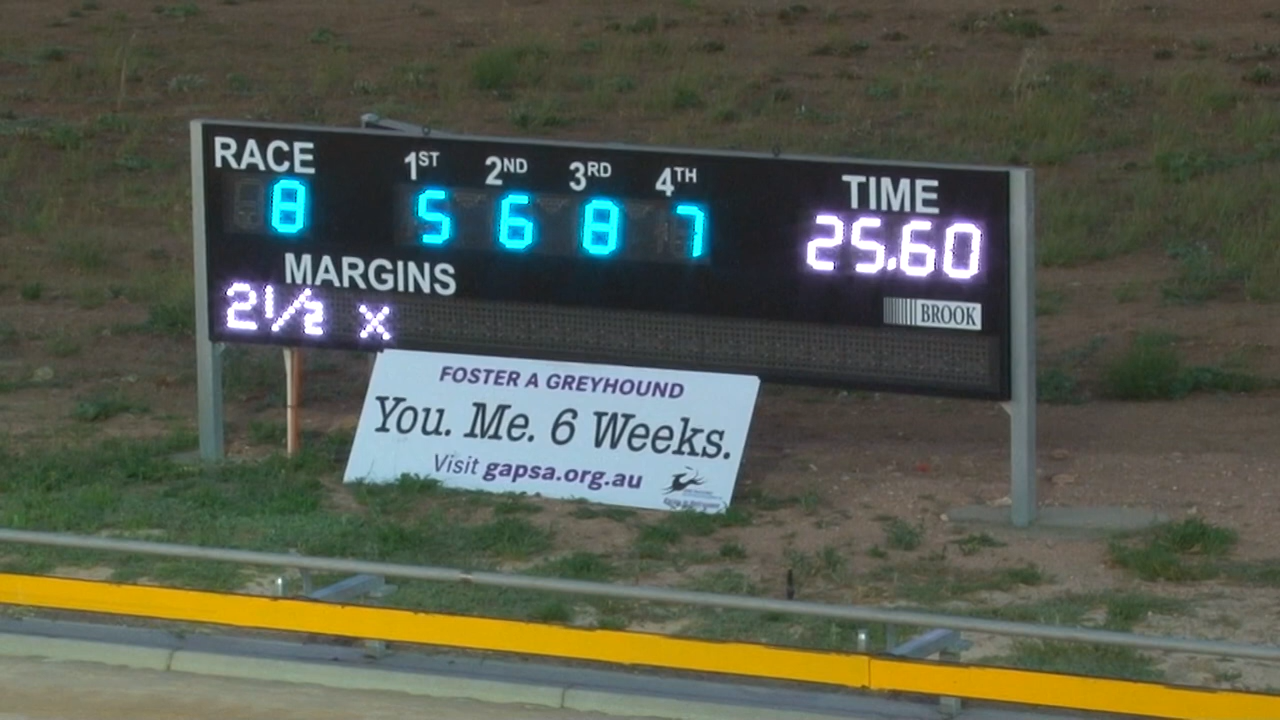 RACE 1ST 2ND 3RD 4TH TIME
8 5 6 8 7 25.60
MARGINS
2½ x
BROOK
FOSTER A GREYHOUND
You. Me. 6 Weeks.
Visit gapsa.org.au